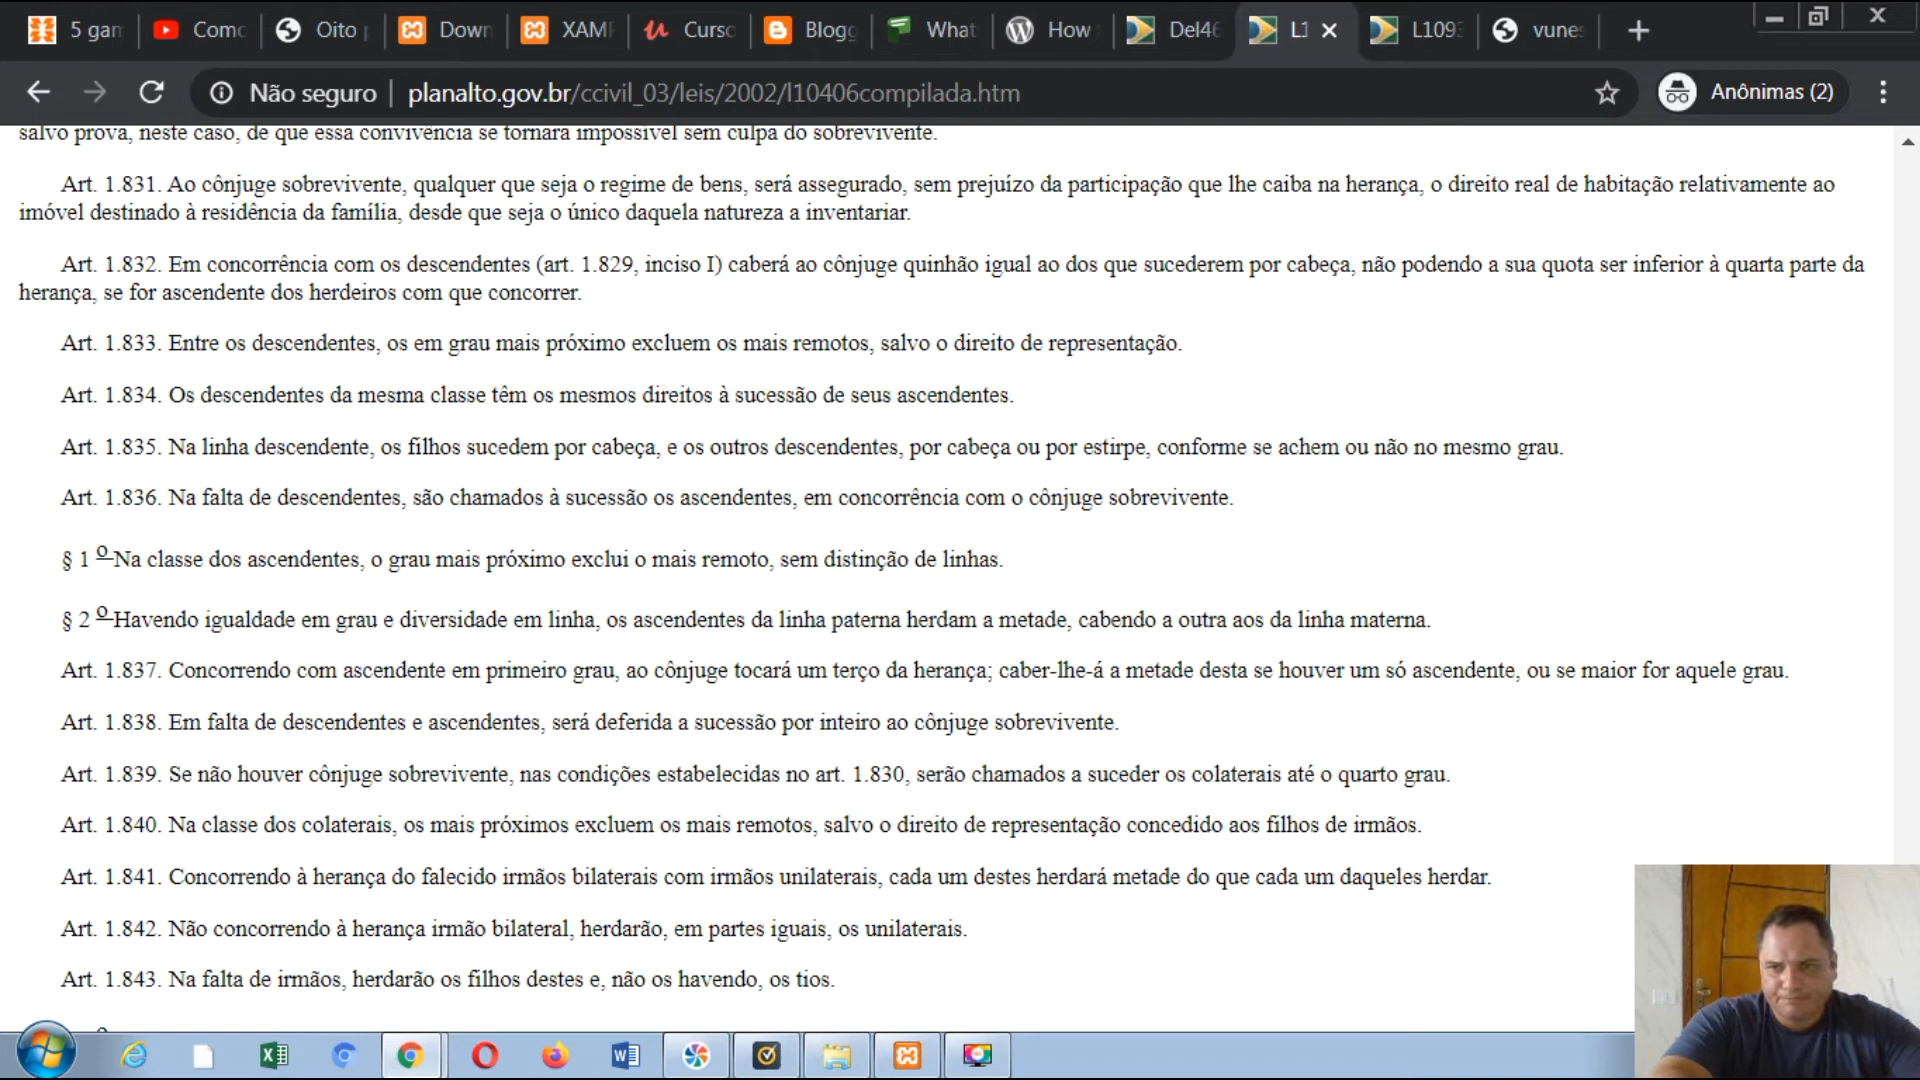 5 gam
Como
Oito p
Down
XAMP
Curso
Blogg
What
How
Del46
L1
L1093
vunes
Não seguro | planalto.gov.br/ccivil_03/leis/2002/l10406compilada.htm
Anônimas (2)
salvo prova, neste caso, de que essa convivência se tornara impossível sem culpa do sobrevivente.
Art. 1.831. Ao cônjuge sobrevivente, qualquer que seja o regime de bens, será assegurado, sem prejuízo da participação que lhe caiba na herança, o direito real de habitação relativamente ao
imóvel destinado à residência da família, desde que seja o único daquela natureza a inventariar.
Art. 1.832. Em concorrência com os descendentes (art. 1.829, inciso I) caberá ao cônjuge quinhão igual ao dos que sucederem por cabeça, não podendo a sua quota ser inferior à quarta parte da
herança, se for ascendente dos herdeiros com que concorrer.
Art. 1.833. Entre os descendentes, os em grau mais próximo excluem os mais remotos, salvo o direito de representação.
Art. 1.834. Os descendentes da mesma classe têm os mesmos direitos à sucessão de seus ascendentes.
Art. 1.835. Na linha descendente, os filhos sucedem por cabeça, e os outros descendentes, por cabeça ou por estirpe, conforme se achem ou não no mesmo grau.
Art. 1.836. Na falta de descendentes, são chamados à sucessão os ascendentes, em concorrência com o cônjuge sobrevivente.
§ 1 o Na classe dos ascendentes, o grau mais próximo exclui o mais remoto, sem distinção de linhas.
§ 2 o Havendo igualdade em grau e diversidade em linha, os ascendentes da linha paterna herdam a metade, cabendo a outra aos da linha materna.
Art. 1.837. Concorrendo com ascendente em primeiro grau, ao cônjuge tocará um terço da herança; caber-lhe-á a metade desta se houver um só ascendente, ou se maior for aquele grau.
Art. 1.838. Em falta de descendentes e ascendentes, será deferida a sucessão por inteiro ao cônjuge sobrevivente.
Art. 1.839. Se não houver cônjuge sobrevivente, nas condições estabelecidas no art. 1.830, serão chamados a suceder os colaterais até o quarto grau.
Art. 1.840. Na classe dos colaterais, os mais próximos excluem os mais remotos, salvo o direito de representação concedido aos filhos de irmãos.
Art. 1.841. Concorrendo à herança do falecido irmãos bilaterais com irmãos unilaterais, cada um destes herdará metade do que cada um daqueles herdar.
Art. 1.842. Não concorrendo à herança irmão bilateral, herdarão, em partes iguais, os unilaterais.
Art. 1.843. Na falta de irmãos, herdarão os filhos destes e, não os havendo, os tios.